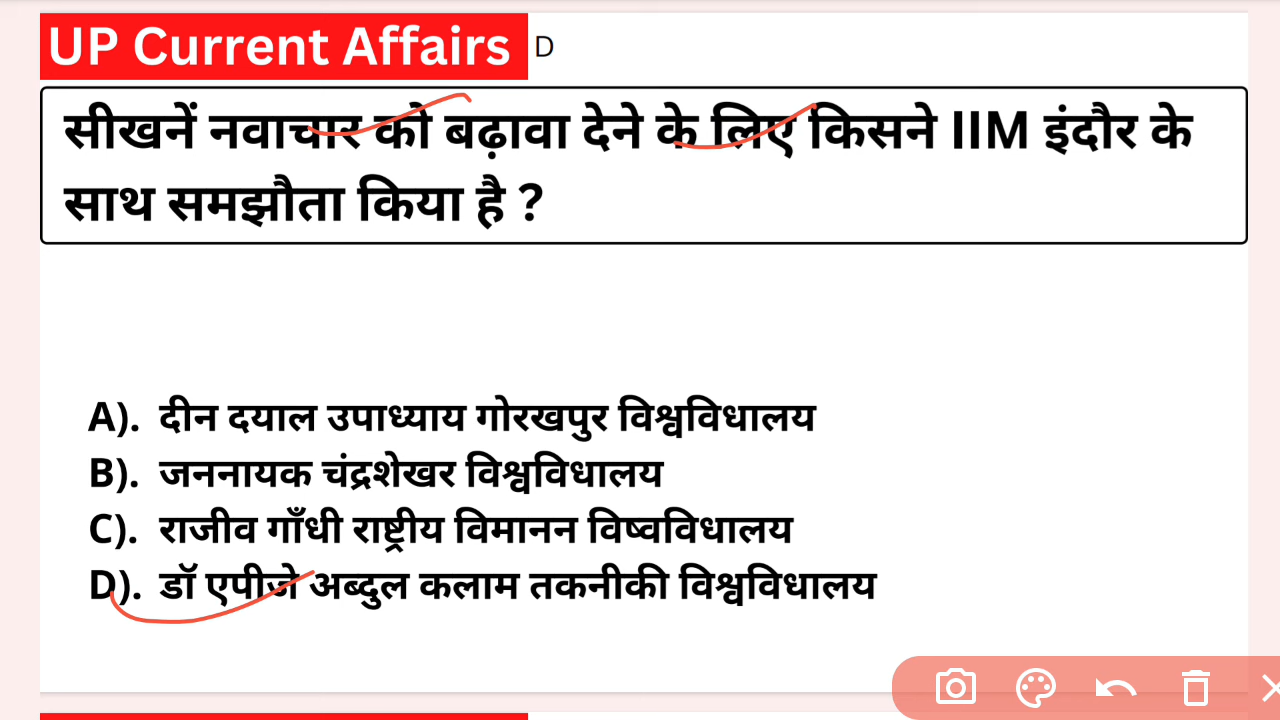 UP Current Affairs D
सीखनें नवाचार को बढ़ावा देने के लिए किसने IIM इंदौर के
साथ समझौता किया है ?
A). दीन दयाल उपाध्याय गोरखपुर विश्वविधालय
B). जननायक चंद्रशेखर विश्वविधालय
C). राजीव गाँधी राष्ट्रीय विमानन विष्वविधालय
D). डॉ एपीजे अब्दुल कलाम तकनीकी विश्वविधालय